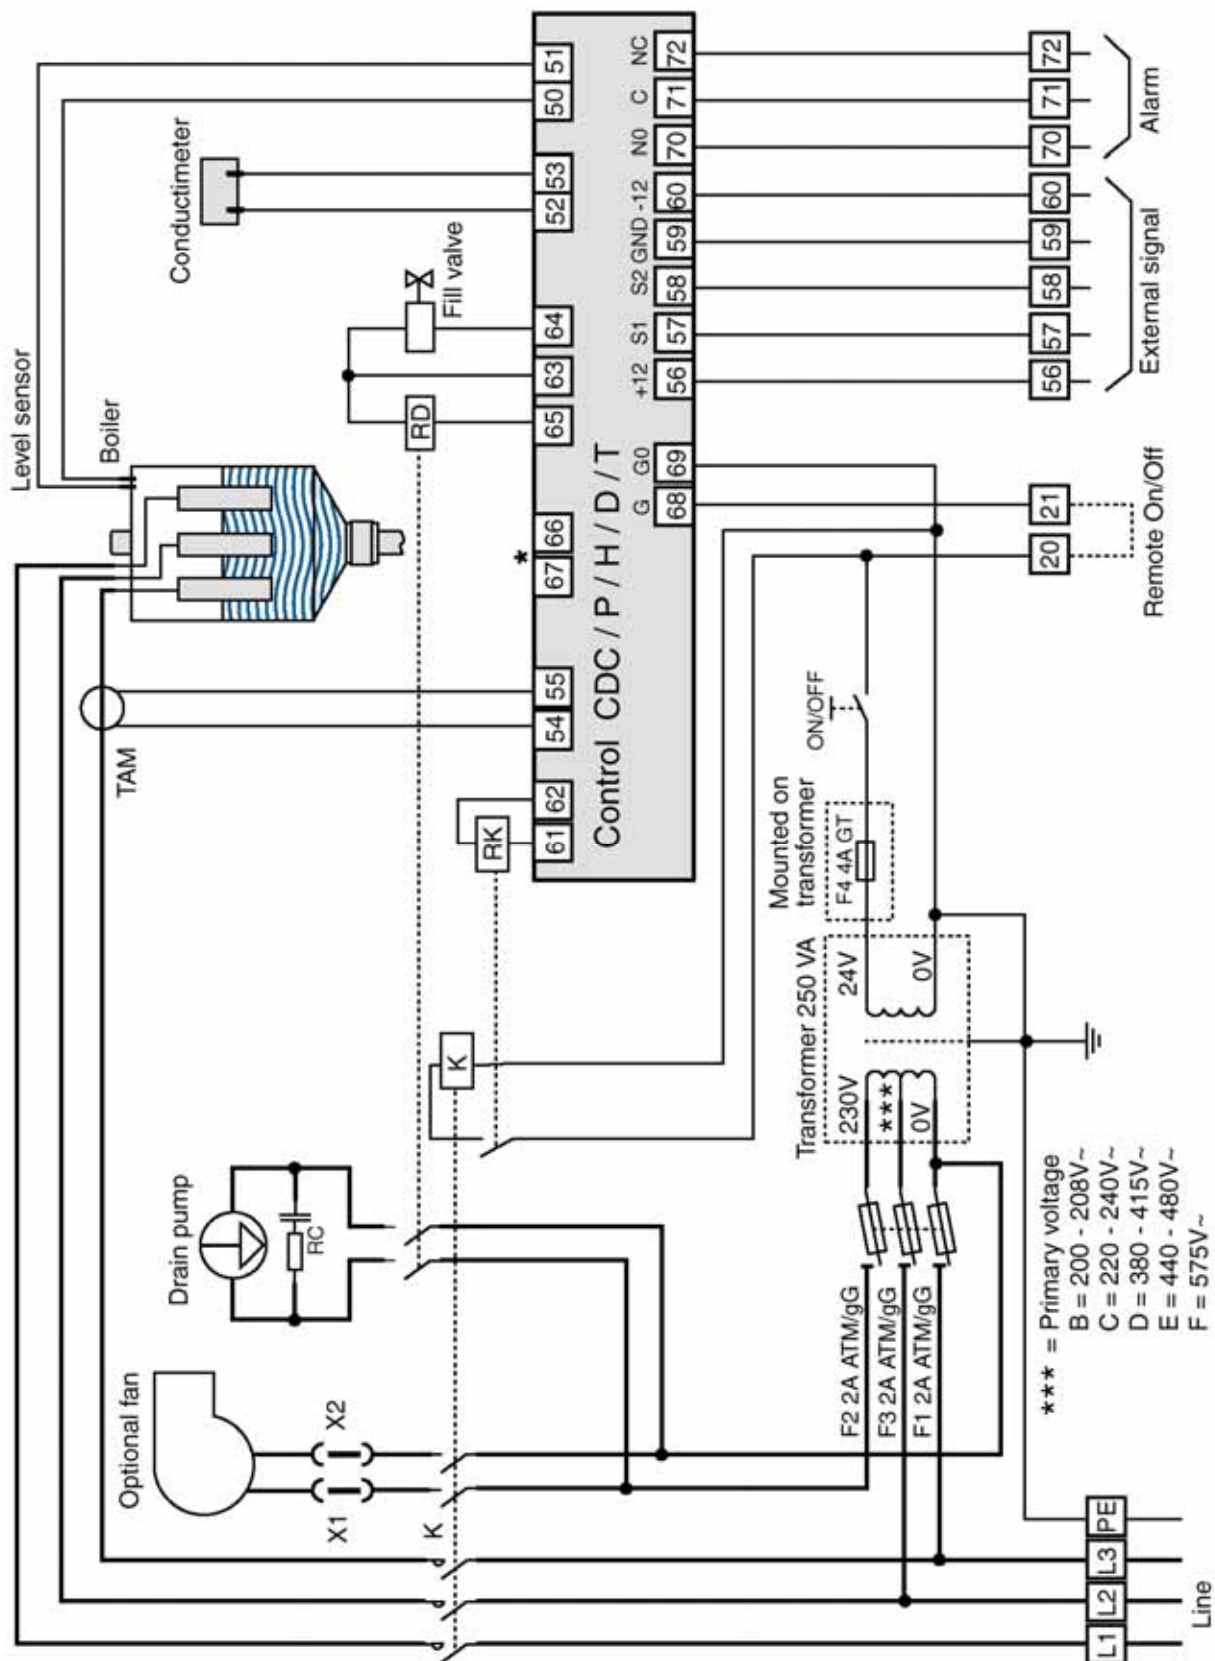 Level sensor
Boiler
Conductimeter
Fill valve
TAM
RD
RK
K
Drain pump
RC
Optional fan
X1
X2
K
61
62
54
55
67
66
*
65
63
64
52
53
50
51
Control CDC / P / H / D / T
G
G0
+12
S1
S2
GND
-12
N0
C
NC
68
69
56
57
58
59
60
70
71
72
20
21
56
57
58
59
60
70
71
72
Remote On/Off
External signal
Alarm
Mounted on
transformer
F4 4A GT
ON/OFF
Transformer 250 VA
230V
***
0V
24V
0V
F2 2A ATM/gG
F3 2A ATM/gG
F1 2A ATM/gG
*** = Primary voltage
B = 200 - 208V~
C = 220 - 240V~
D = 380 - 415V~
E = 440 - 480V~
F = 575V~
L1
L2
L3
PE
Line